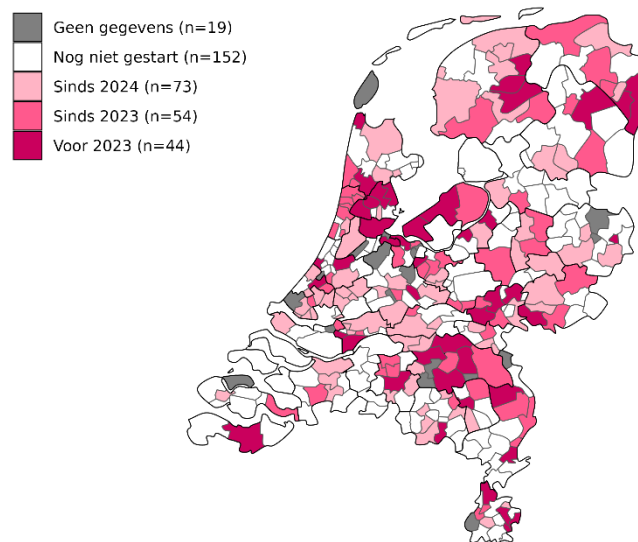 Geen gegevens (n=19)
Nog niet gestart (n=152)
Sinds 2024 (n=73)
Sinds 2023 (n=54)
Voor 2023 (n=44)